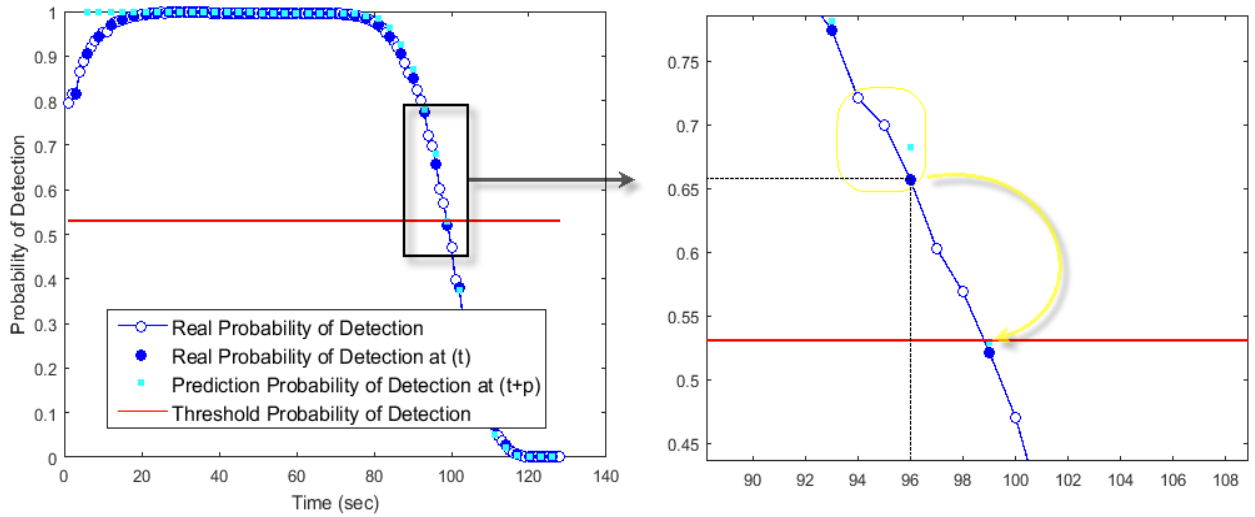 1
0.9
0.8
0.7
0.6
0.5
0.4
0.3
0.2
0.1
0
Probability of Detection
0 20 40 60 80 100 120 140
Time (sec)
Real Probability of Detection
Real Probability of Detection at (t)
Prediction Probability of Detection at (t+p)
Threshold Probability of Detection
0.75
0.7
0.65
0.6
0.55
0.5
0.45
90 92 94 96 98 100 102 104 106 108